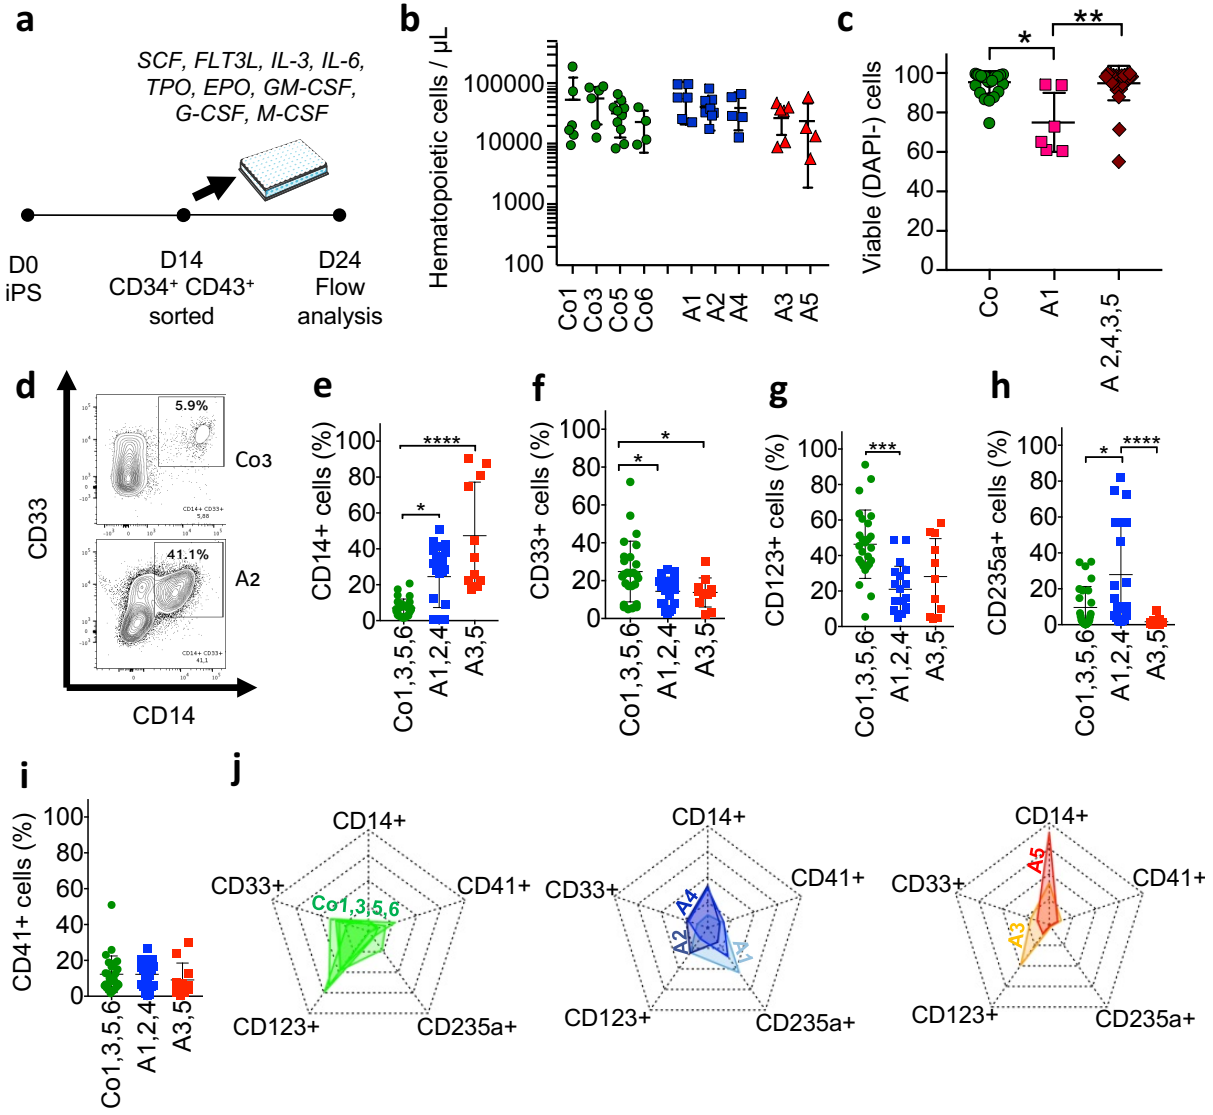 a
SCF, FLT3L, IL-3, IL-6,
TPO, EPO, GM-CSF,
G-CSF, M-CSF
D0
iPS
D14
CD34+ CD43+
sorted
D24
Flow
analysis
b
Hematopoietic cells / µL
100000
10000
1000
100
Co1
Co3
Co5
Co6
A1
A2
A4
A3
A5
c
Viable (DAPI-) cells
100
80
60
40
20
0
*
**
Co
A1
A 2,4,3,5
d
CD33
CD14
5.9%
Co3
CD14+ CD33+
5,88
41.1%
A2
CD14+ CD33+
41,1
e
CD14+ cells (%)
100
80
60
40
20
0
****
*
Co1,3,5,6
A1,2,4
A3,5
f
CD33+ cells (%)
100
80
60
40
20
0
*
*
Co1,3,5,6
A1,2,4
A3,5
g
CD123+ cells (%)
100
80
60
40
20
0
***
Co1,3,5,6
A1,2,4
A3,5
h
CD235a+ cells (%)
100
80
60
40
20
0
*
****
Co1,3,5,6
A1,2,4
A3,5
i
CD41+ cells (%)
100
80
60
40
20
0
Co1,3,5,6
A1,2,4
A3,5
j
CD14+
CD33+
CD41+
Co1,3,5,6
CD123+
CD235a+
CD14+
CD33+
CD41+
A4
A2
A1
CD123+
CD235a+
CD14+
CD33+
CD41+
A5
A3
CD123+
CD235a+